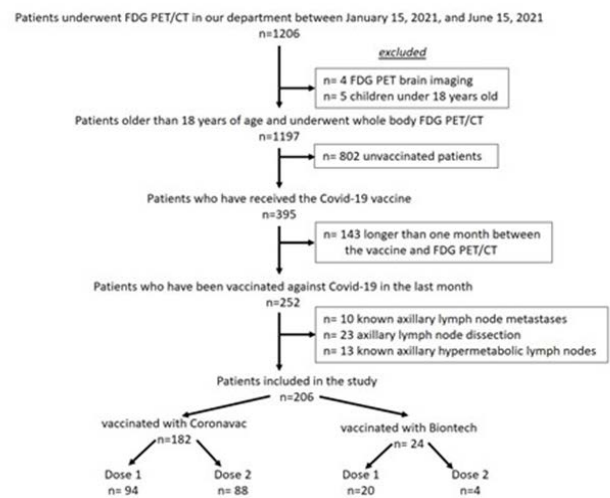 Patients underwent FDG PET/CT in our department between January 15, 2021, and June 15, 2021
n=1206
excluded
n= 4 FDG PET brain imaging
n= 5 children under 18 years old
Patients older than 18 years of age and underwent whole body FDG PET/CT
n=1197
n= 802 unvaccinated patients
Patients who have received the Covid-19 vaccine
n=395
n= 143 longer than one month between
the vaccine and FDG PET/CT
Patients who have been vaccinated against Covid-19 in the last month
n=252
n= 10 known axillary lymph node metastases
n= 23 axillary lymph node dissection
n= 13 known axillary hypermetabolic lymph nodes
Patients included in the study
n=206
vaccinated with Coronavac
n=182
vaccinated with Biontech
n= 24
Dose 1
n= 94
Dose 2
n= 88
Dose 1
n=20
Dose 2
n=4